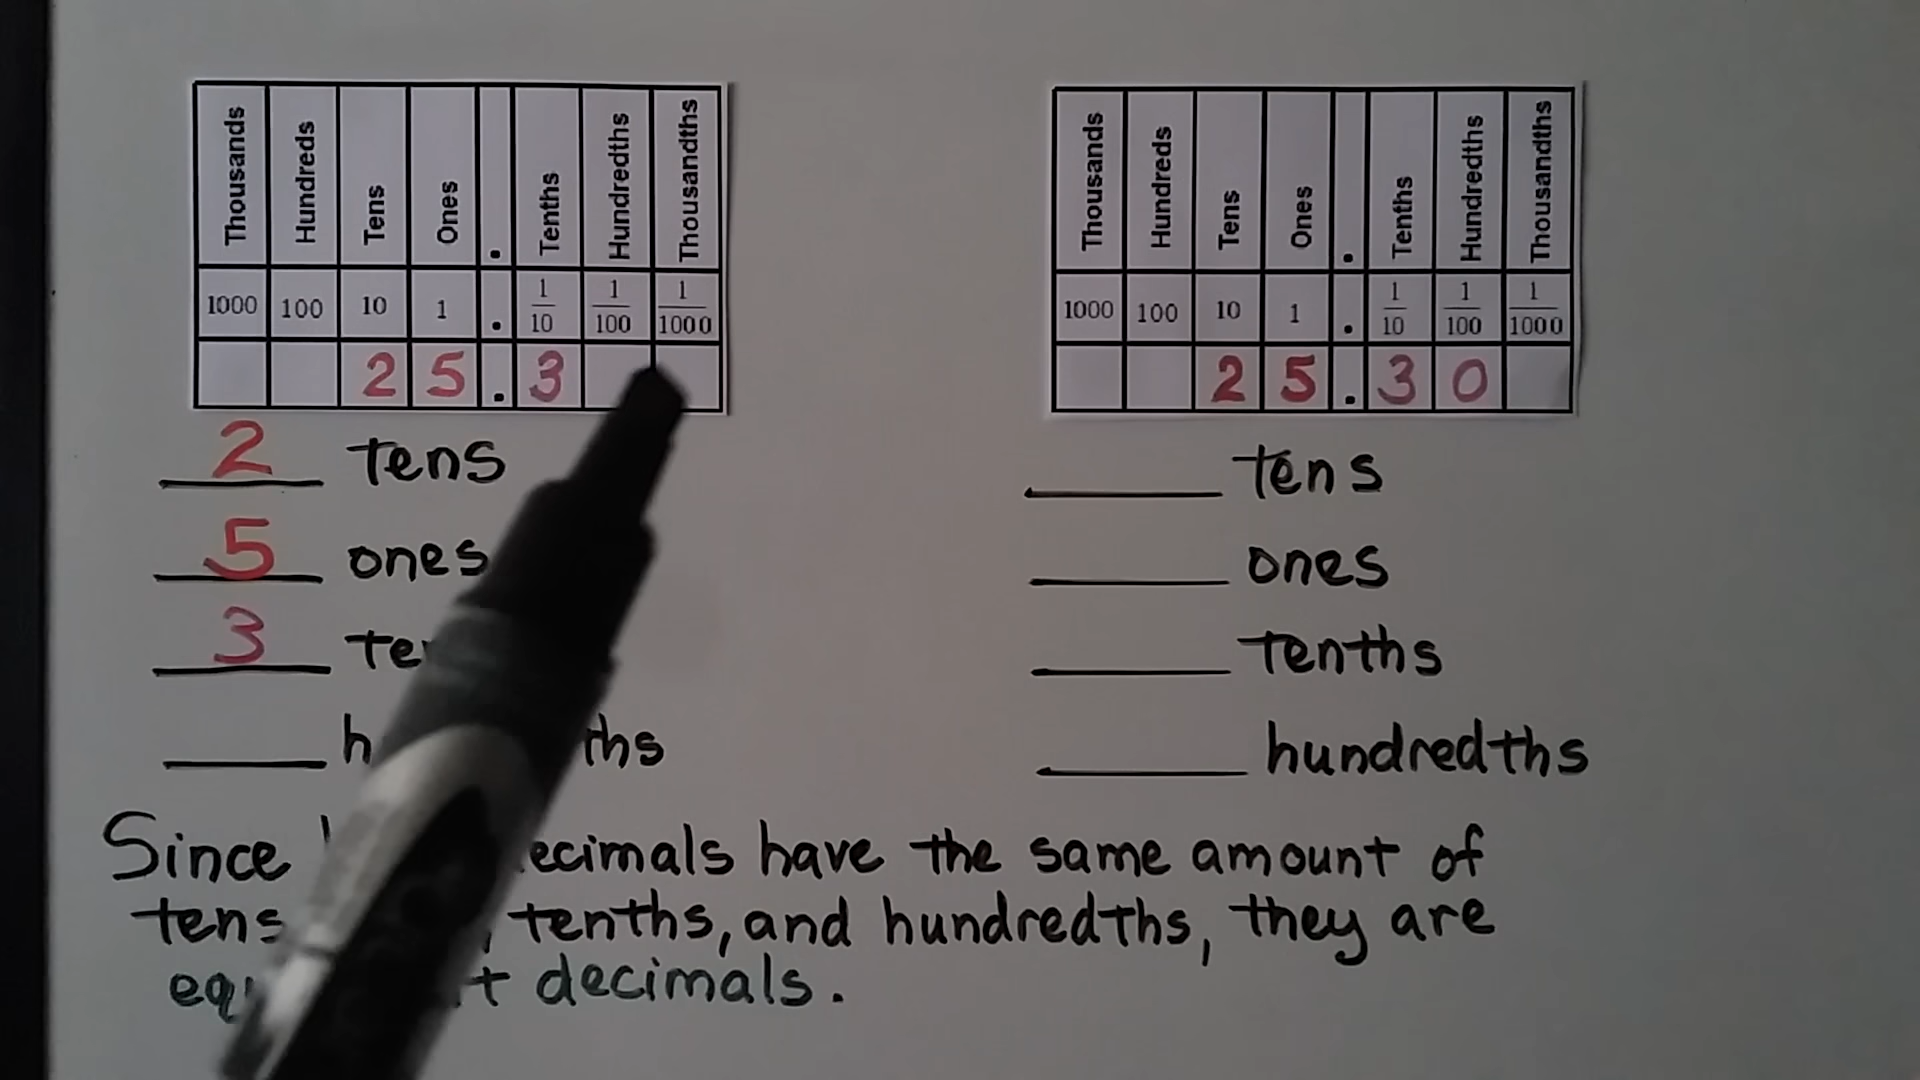 Thousands Hundreds Tens Ones . Tenths Hundredths Thousandths
1000 100 10 1 . 1/10 1/100 1/1000
2 5 . 3
2 tens
5 ones
3 te
h ths
Thousands Hundreds Tens Ones . Tenths Hundredths Thousandths
1000 100 10 1 . 1/10 1/100 1/1000
2 5 . 3 0
tens
ones
tenths
hundredths
Since ecimals have the same amount of
tens , tenths, and hundredths, they are
equ t decimals.